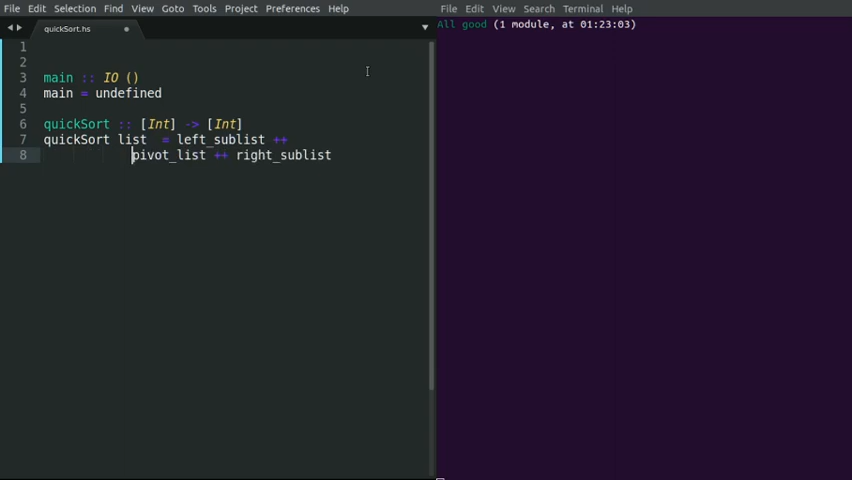 File Edit Selection Find View Goto Tools Project Preferences Help
quickSort.hs
1
2
3 main :: IO ()
4 main = undefined
5
6 quickSort :: [Int] -> [Int]
7 quickSort list  = left_sublist ++
8 pivot_list ++ right_sublist
File Edit View Search Terminal Help
All good (1 module, at 01:23:03)